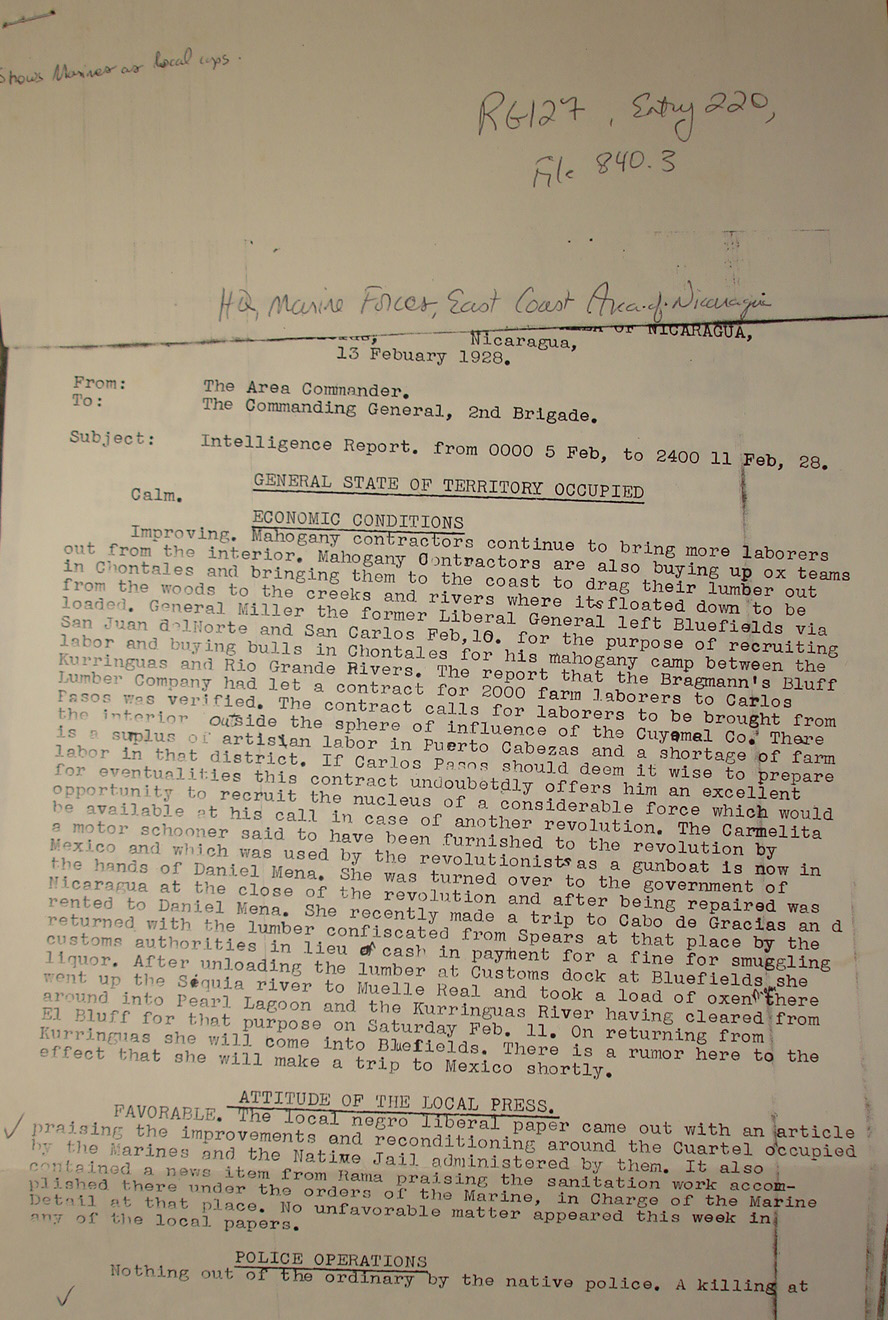 Shows Marines as local cops.
RG127, Entry 220,
File 840.3
HQ, Marine Forces, East Coast Area of Nicaragua
OF NICARAGUA,
Nicaragua,
13 Febuary 1928.
From: The Area Commander.
To: The Commanding General, 2nd Brigade.
Subject: Intelligence Report. from 0000 5 Feb, to 2400 11 Feb, 28.
GENERAL STATE OF TERRITORY OCCUPIED
Calm.
ECONOMIC CONDITIONS
Improving. Mahogany contractors continue to bring more laborers
out from the interior. Mahogany Contractors are also buying up ox teams
in Chontales and bringing them to the coast to drag their lumber out
from the woods to the creeks and rivers where its floated down to be
loaded. General Miller the former Liberal General left Bluefields via
San Juan delNorte and San Carlos Feb,10. for the purpose of recruiting
labor and buying bulls in Chontales for his mahogany camp between the
Kurringuas and Rio Grande Rivers. The report that the Bragmann's Bluff
Lumber Company had let a contract for 2000 farm laborers to Carlos
Pasos was verified. The contract calls for laborers to be brought from
the interior outside the sphere of influence of the Cuyamel Co. There
is a surplus of artisian labor in Puerto Cabezas and a shortage of farm
labor in that district. If Carlos Pasos should deem it wise to prepare
for eventualities this contract undoubetdly offers him an excellent
opportunity to recruit the nucleus of a considerable force which would
be available at his call in case of another revolution. The Carmelita
a motor schooner said to have been furnished to the revolution by
Mexico and which was used by the revolutionists as a gunboat is now in
the hands of Daniel Mena. She was turned over to the government of
Nicaragua at the close of the revolution and after being repaired was
rented to Daniel Mena. She recently made a trip to Cabo de Gracias an d
returned with the lumber confiscated from Spears at that place by the
customs authorities in lieu of cash in payment for a fine for smuggling
liquor. After unloading the lumber at Customs dock at Bluefields she
went up the Sequia river to Muelle Real and took a load of oxen there
around into Pearl Lagoon and the Kurringuas River having cleared from
El Bluff for that purpose on Saturday Feb. 11. On returning from
Kurringuas she will come into Bluefields. There is a rumor here to the
effect that she will make a trip to Mexico shortly.
ATTITUDE OF THE LOCAL PRESS.
FAVORABLE. The local negro liberal paper came out with an article
praising the improvements and reconditioning around the Cuartel occupied
by the Marines and the Native Jail administered by them. It also
contained a news item from Rama praising the sanitation work accom-
plished there under the orders of the Marine, in Charge of the Marine
Detail at that place. No unfavorable matter appeared this week in
any of the local papers.
POLICE OPERATIONS
Nothing out of the ordinary by the native police. A killing at